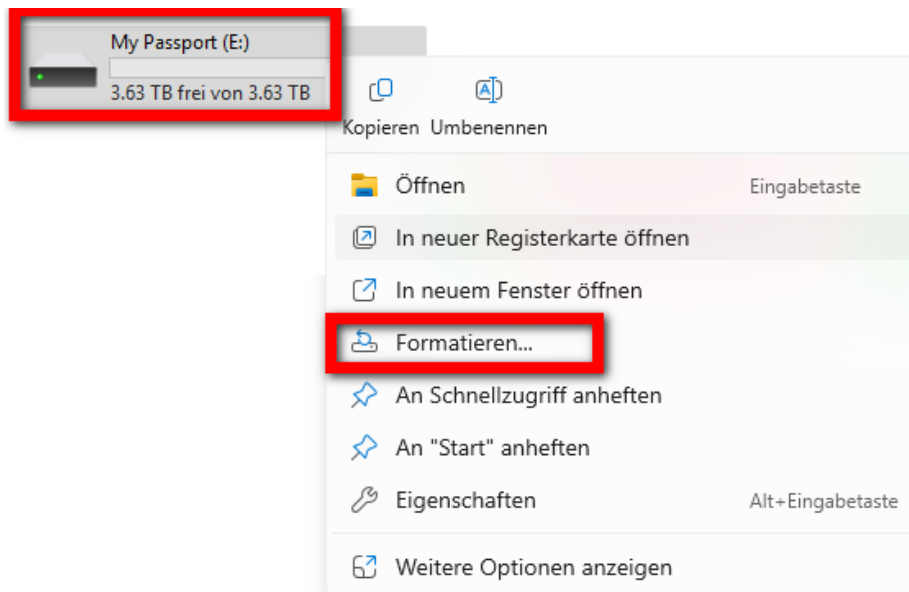 My Passport (E:)
3.63 TB frei von 3.63 TB
Kopieren Umbenennen
Öffnen Eingabetaste
In neuer Registerkarte öffnen
In neuem Fenster öffnen
Formatieren...
An Schnellzugriff anheften
An "Start" anheften
Eigenschaften Alt+Eingabetaste
Weitere Optionen anzeigen